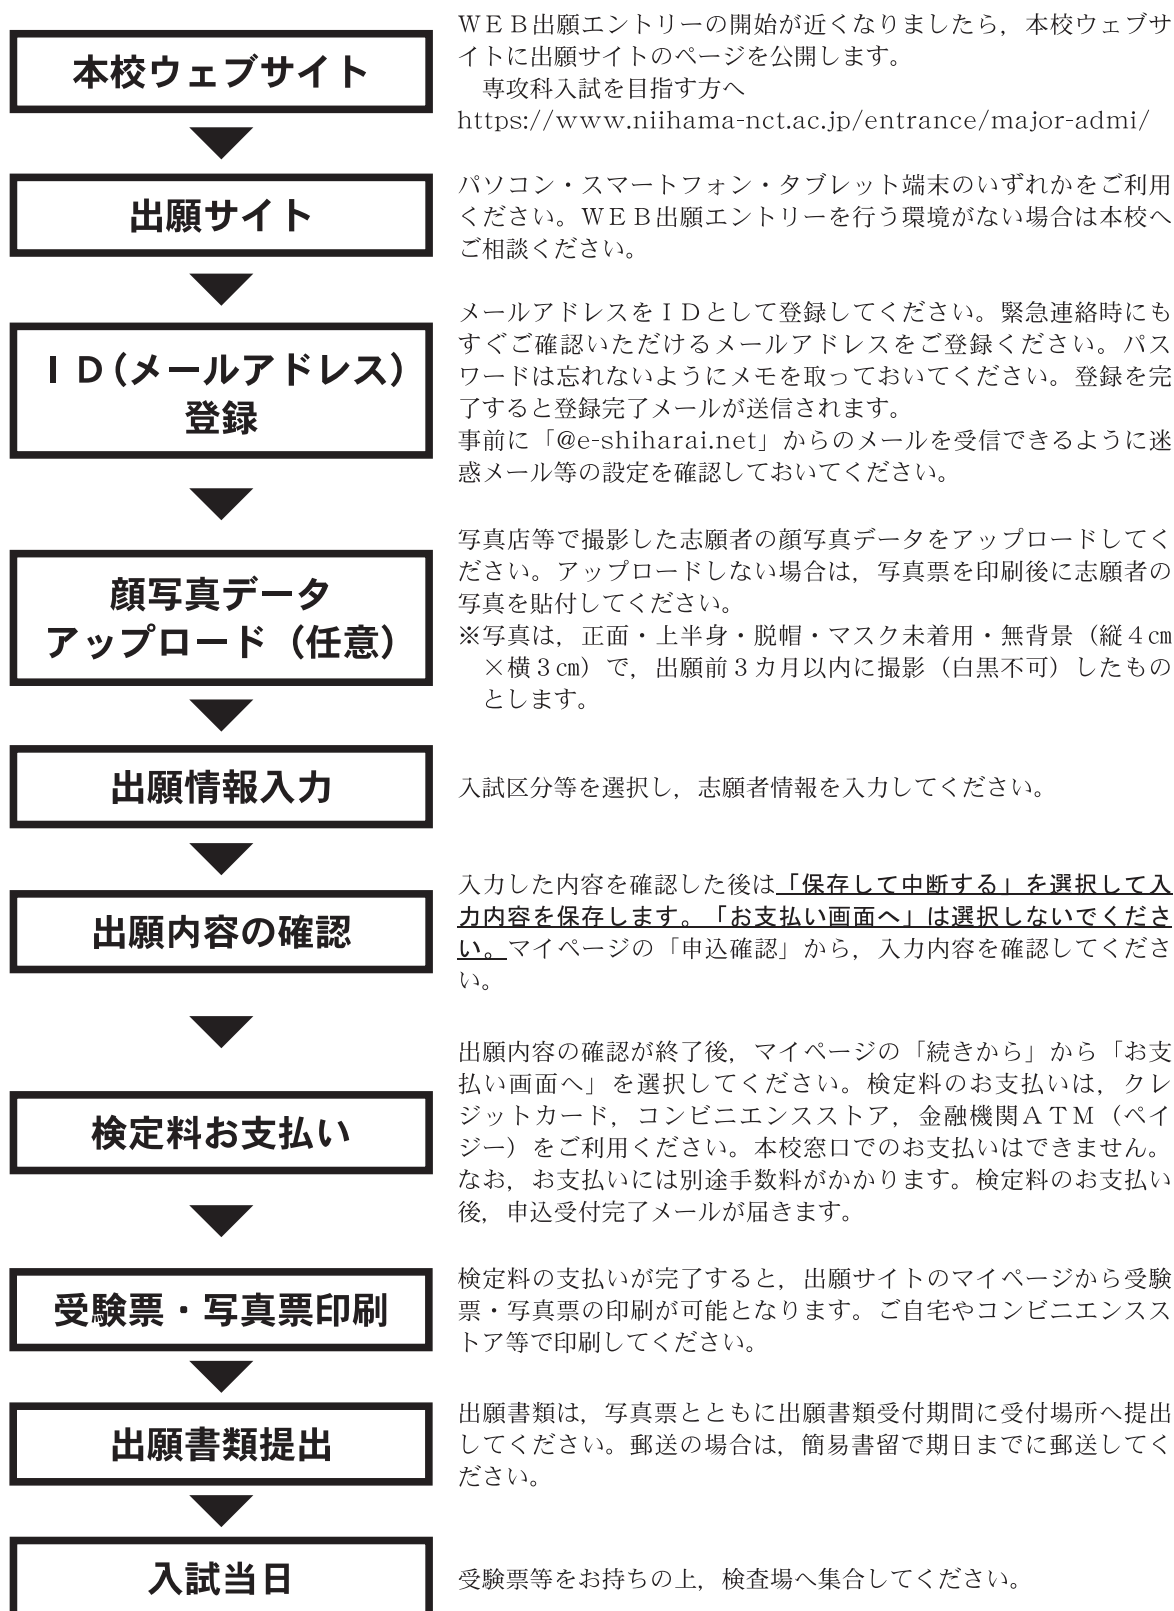 本校ウェブサイト
ＷＥＢ出願エントリーの開始が近くなりましたら，本校ウェブサ
イトに出願サイトのページを公開します。
専攻科入試を目指す方へ
https://www.niihama-nct.ac.jp/entrance/major-admi/
出願サイト
パソコン・スマートフォン・タブレット端末のいずれかをご利用
ください。ＷＥＢ出願エントリーを行う環境がない場合は本校へ
ご相談ください。
ＩＤ（メールアドレス）
登録
メールアドレスをＩＤとして登録してください。緊急連絡時にも
すぐご確認いただけるメールアドレスをご登録ください。パス
ワードは忘れないようにメモを取っておいてください。登録を完
了すると登録完了メールが送信されます。
事前に「@e-shiharai.net」からのメールを受信できるように迷
惑メール等の設定を確認しておいてください。
顔写真データ
アップロード（任意）
写真店等で撮影した志願者の顔写真データをアップロードしてく
ださい。アップロードしない場合は，写真票を印刷後に志願者の
写真を貼付してください。
※写真は，正面・上半身・脱帽・マスク未着用・無背景（縦４㎝
×横３㎝）で，出願前３カ月以内に撮影（白黒不可）したもの
とします。
出願情報入力
入試区分等を選択し，志願者情報を入力してください。
出願内容の確認
入力した内容を確認した後は「保存して中断する」を選択して入
力内容を保存します。「お支払い画面へ」は選択しないでくださ
い。マイページの「申込確認」から，入力内容を確認してくださ
い。
検定料お支払い
出願内容の確認が終了後，マイページの「続きから」から「お支
払い画面へ」を選択してください。検定料のお支払いは，クレ
ジットカード，コンビニエンスストア，金融機関ＡＴＭ（ペイ
ジー）をご利用ください。本校窓口でのお支払いはできません。
なお，お支払いには別途手数料がかかります。検定料のお支払い
後，申込受付完了メールが届きます。
受験票・写真票印刷
検定料の支払いが完了すると，出願サイトのマイページから受験
票・写真票の印刷が可能となります。ご自宅やコンビニエンスス
トア等で印刷してください。
出願書類提出
出願書類は，写真票とともに出願書類受付期間に受付場所へ提出
してください。郵送の場合は，簡易書留で期日までに郵送してく
ださい。
入試当日
受験票等をお持ちの上，検査場へ集合してください。